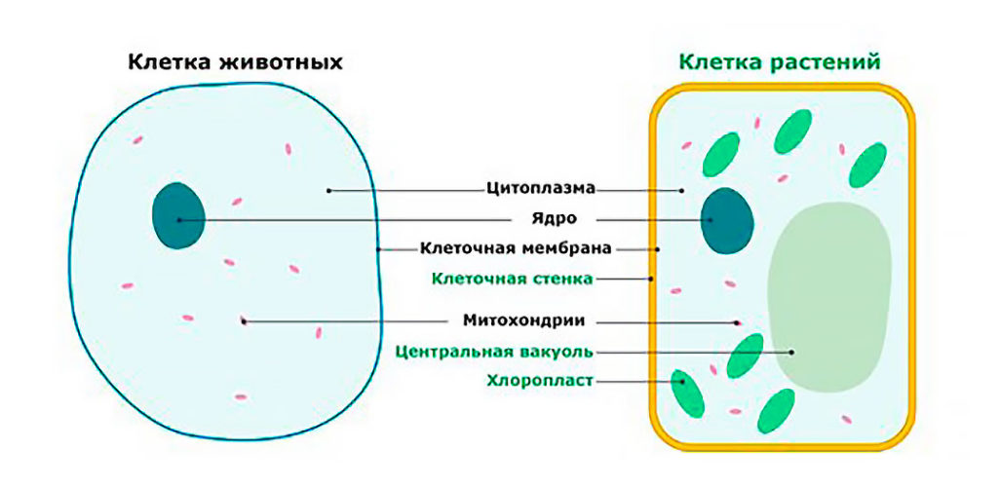 Клетка животных
Клетка растений
Цитоплазма
Ядро
Клеточная мембрана
Клеточная стенка
Митохондрии
Центральная вакуоль
Хлоропласт